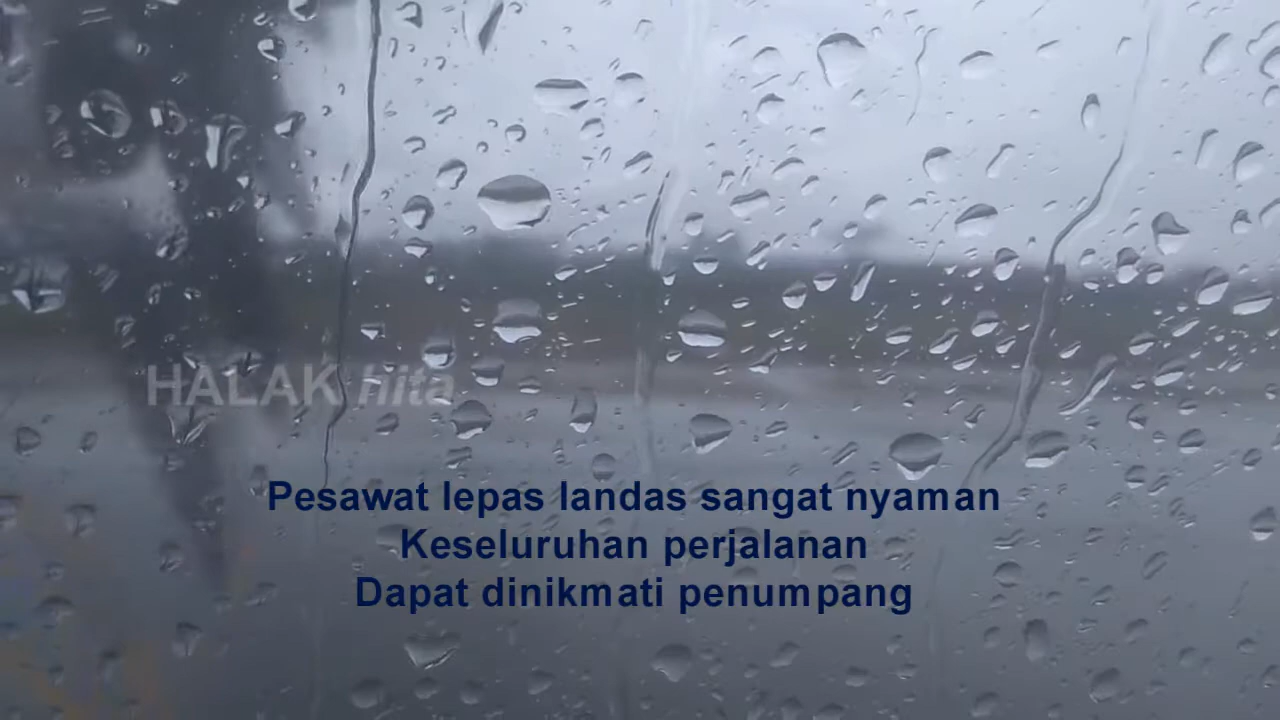 HALAK hita
Pesawat lepas landas sangat nyaman
Keseluruhan perjalanan
Dapat dinikmati penumpang